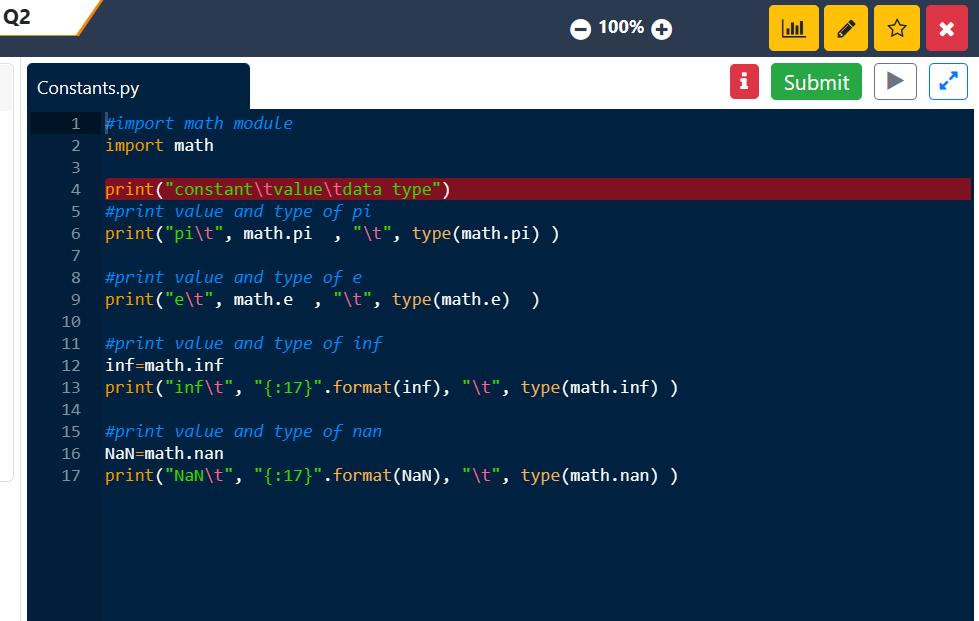 Q2
100%
Constants.py
Submit
1 #import math module
2 import math
3
4 print("constant\tvalue\tdata type")
5 #print value and type of pi
6 print("pi\t", math.pi  , "\t", type(math.pi) )
7
8 #print value and type of e
9 print("e\t", math.e  , "\t", type(math.e)  )
10
11 #print value and type of inf
12 inf=math.inf
13 print("inf\t", "{:17}".format(inf), "\t", type(math.inf) )
14
15 #print value and type of nan
16 NaN=math.nan
17 print("NaN\t", "{:17}".format(NaN), "\t", type(math.nan) )